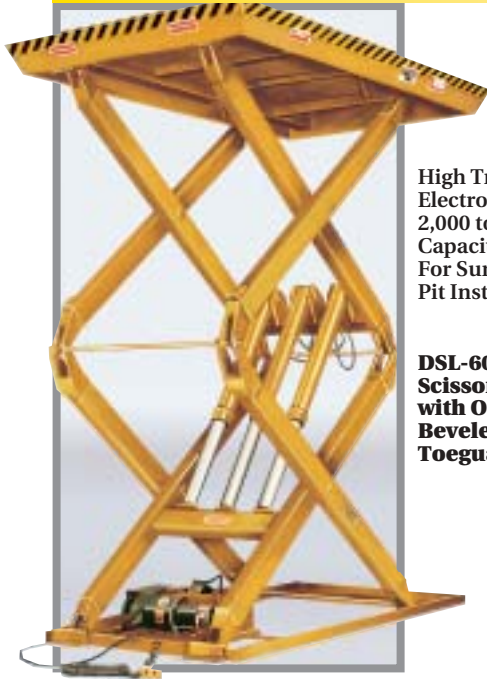 High Tr
Electro
2,000 to
Capacit
For Sur
Pit Inst
DSL-60
Scissor
with O
Bevele
Toegua